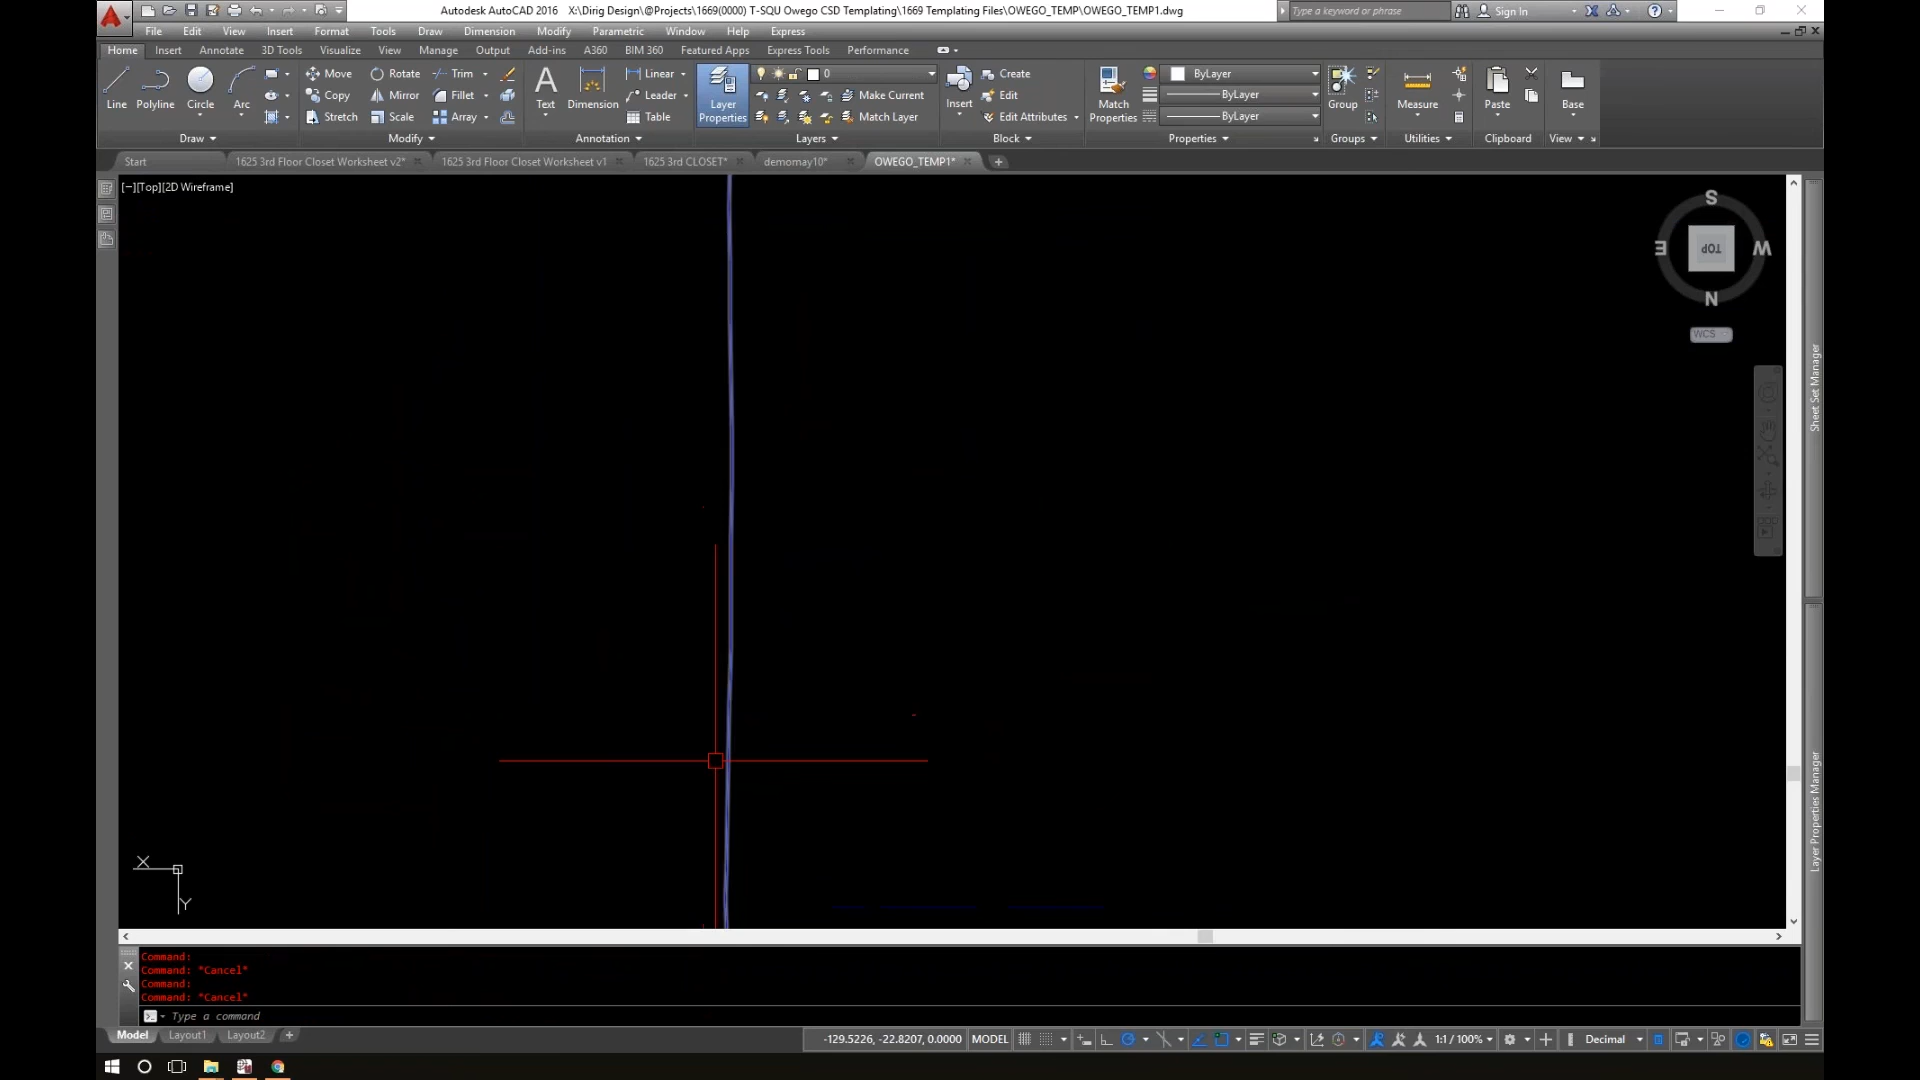 Autodesk AutoCAD 2016 X:\Dirig Design\@Projects\1669(0000) T-SQU Owego CSD Templating\1669 Templating Files\OWEGO_TEMP\OWEGO_TEMP1.dwg Type a keyword or phrase Sign In
File Edit View Insert Format Tools Draw Dimension Modify Parametric Window Help Express
Home Insert Annotate 3D Tools Visualize View Manage Output Add-ins A360 BIM 360 Featured Apps Express Tools Performance
Move Rotate Trim Linear 0 Create ByLayer
Copy Mirror Fillet Leader Make Current Edit ByLayer
Line Polyline Circle Arc Text Dimension Layer Properties Insert Match Properties Group Measure Paste Base
Stretch Scale Array Table Match Layer Edit Attributes ByLayer
Draw Modify Annotation Layers Block Properties Groups Utilities Clipboard View
Start 1625 3rd Floor Closet Worksheet v2* 1625 3rd Floor Closet Worksheet v1 1625 3rd CLOSET* demomay10* OWEGO_TEMP1*
[−][Top][2D Wireframe]
S
E TOP W
N
WCS
Sheet Set Manager
Layer Properties Manager
X
Y
Command:
Command: *Cancel*
Command:
Command: *Cancel*
Type a command
Model Layout1 Layout2 -129.5226, -22.8207, 0.0000 MODEL 1:1 / 100% Decimal